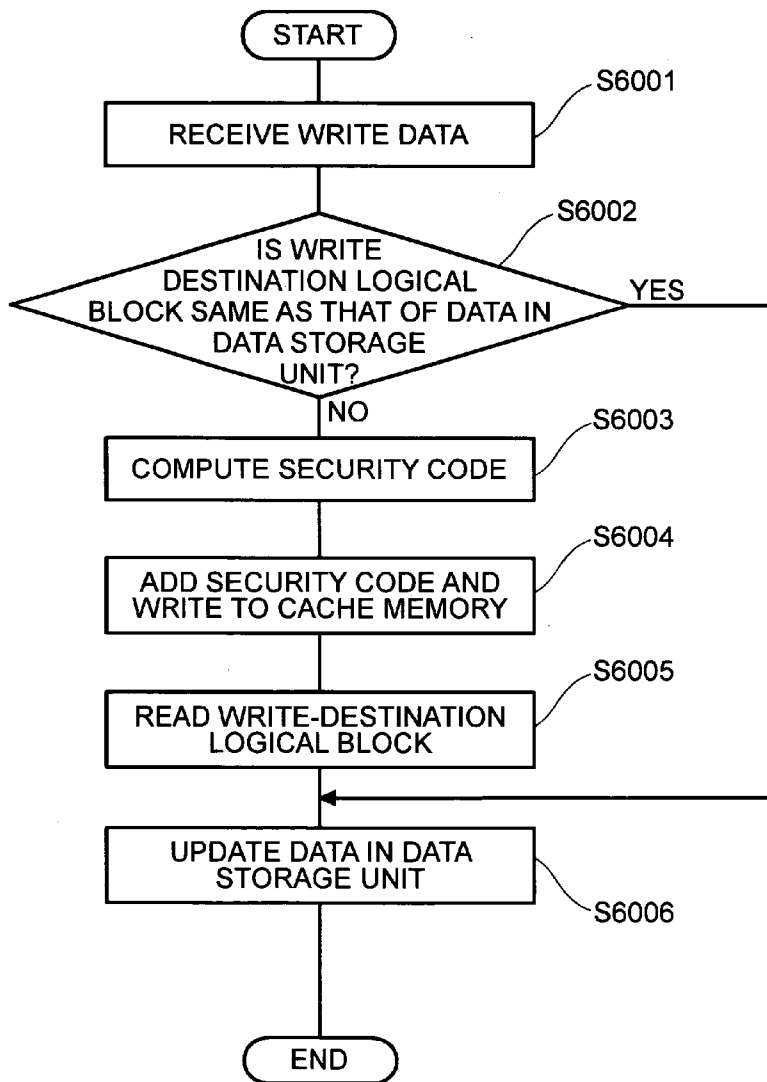 START
S6001
RECEIVE WRITE DATA
S6002
IS WRITE
DESTINATION LOGICAL
BLOCK SAME AS THAT OF DATA IN
DATA STORAGE
UNIT?
YES
NO
S6003
COMPUTE SECURITY CODE
S6004
ADD SECURITY CODE AND
WRITE TO CACHE MEMORY
S6005
READ WRITE-DESTINATION
LOGICAL BLOCK
UPDATE DATA IN DATA
STORAGE UNIT
S6006
END